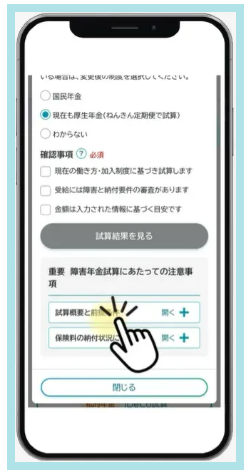 いる場合は、変更後の制度を選択してください。
国民年金
現在も厚生年金(ねんきん定期便で試算)
わからない
確認事項 ? 必須
現在の働き方・加入制度に基づき試算します
受給には障害と納付要件の審査があります
金額は入力された情報に基づく目安です
試算結果を見る
重要 障害年金試算にあたっての注意事
項
試算概要と前 開く +
保険料の納付状況に 開く +
閉じる